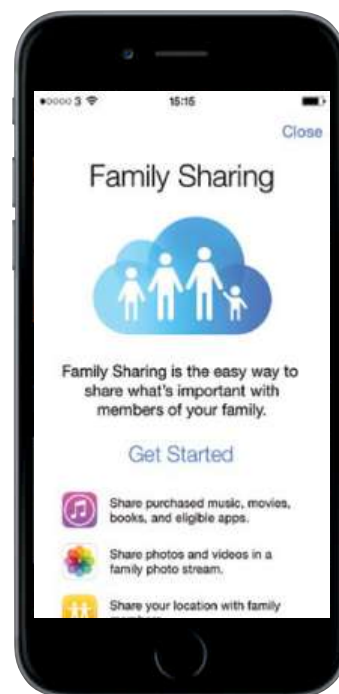 ●○○○○ 3 15:15
Close
Family Sharing
Family Sharing is the easy way to
share what's important with
members of your family.
Get Started
Share purchased music, movies,
books, and eligible apps.
Share photos and videos in a
family photo stream.
Share your location with family